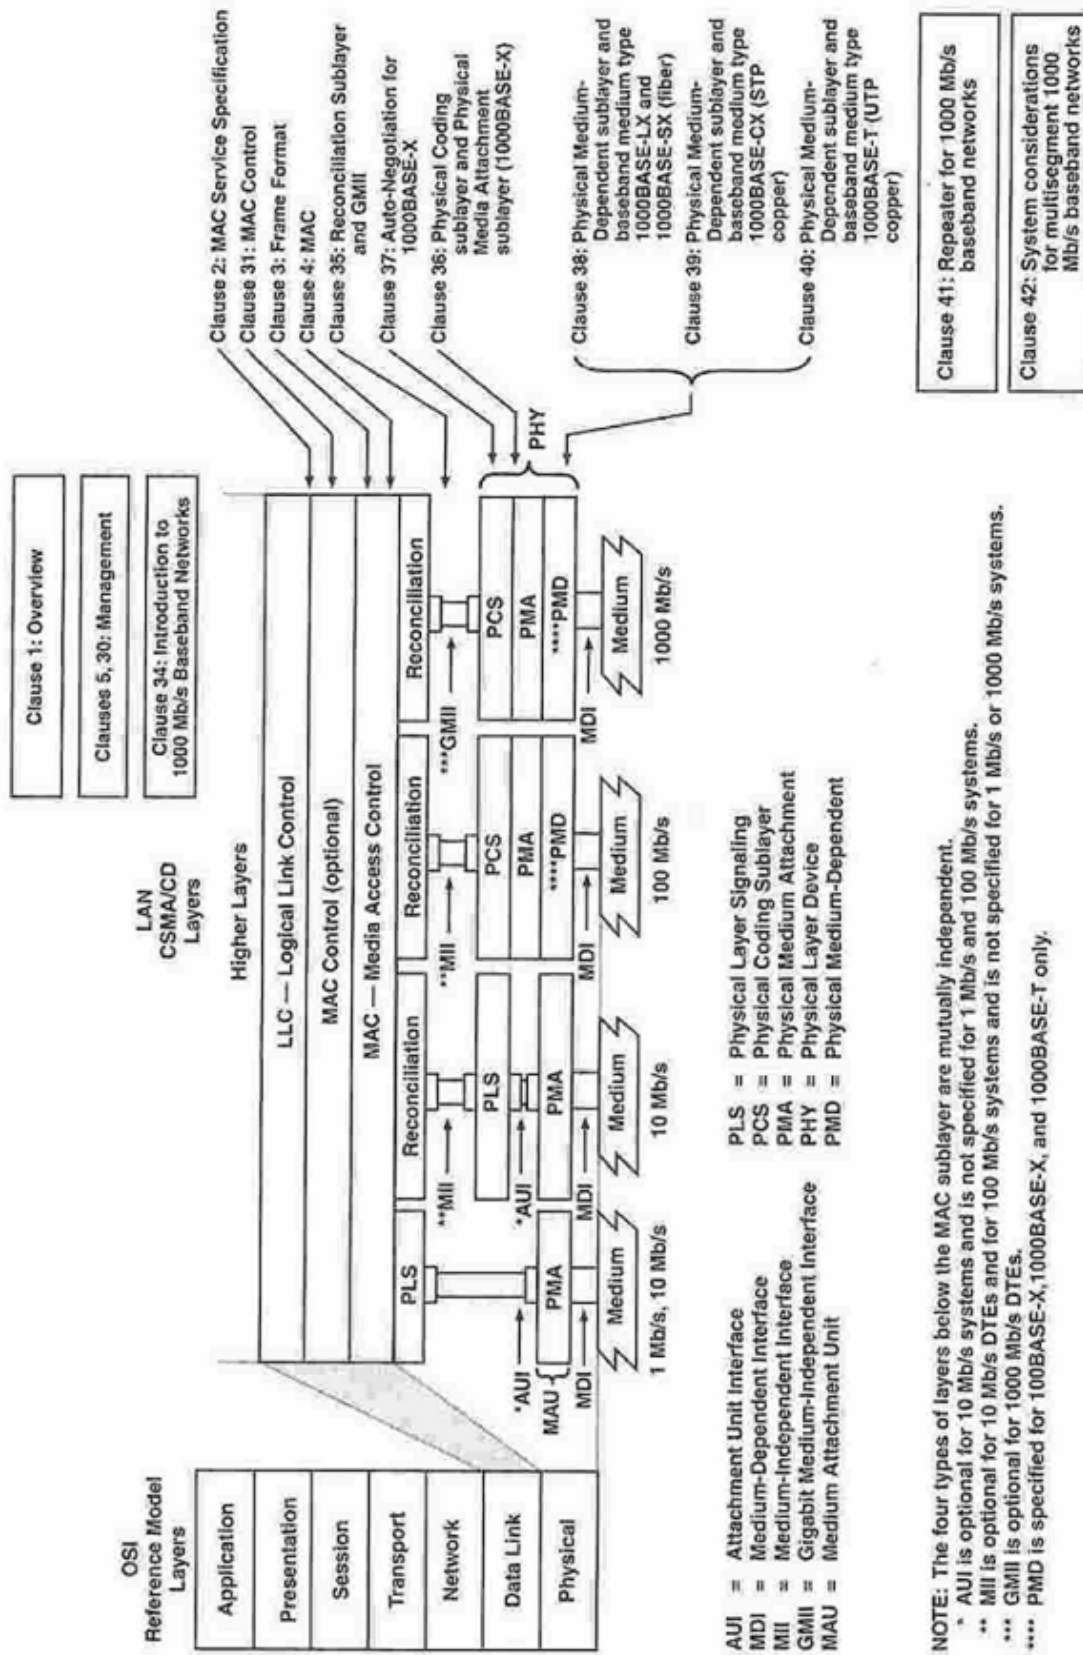 Clause 1: Overview
Clauses 5, 30: Management
Clause 34: Introduction to
1000 Mb/s Baseband Networks
OSI
Reference Model
Layers
LAN
CSMA/CD
Layers
Application
Presentation
Session
Transport
Network
Data Link
Physical
Higher Layers
LLC — Logical Link Control
MAC Control (optional)
MAC — Media Access Control
PLS
Reconciliation
Reconciliation
Reconciliation
**MII
**MII
***GMII
PLS
PCS
PCS
*AUI
*AUI
PMA
PMA
MAU
PMA
PMA
****PMD
****PMD
PHY
MDI
MDI
MDI
MDI
Medium
Medium
Medium
Medium
1 Mb/s, 10 Mb/s
10 Mb/s
100 Mb/s
1000 Mb/s
Clause 2: MAC Service Specification
Clause 31: MAC Control
Clause 3: Frame Format
Clause 4: MAC
Clause 35: Reconciliation Sublayer
and GMII
Clause 37: Auto-Negotiation for
1000BASE-X
Clause 36: Physical Coding
sublayer and Physical
Media Attachment
sublayer (1000BASE-X)
Clause 38: Physical Medium-
Dependent sublayer and
baseband medium type
1000BASE-LX and
1000BASE-SX (fiber)
Clause 39: Physical Medium-
Dependent sublayer and
baseband medium type
1000BASE-CX (STP
copper)
Clause 40: Physical Medium-
Dependent sublayer and
baseband medium type
1000BASE-T (UTP
copper)
Clause 41: Repeater for 1000 Mb/s
baseband networks
Clause 42: System considerations
for multisegment 1000
Mb/s baseband networks
AUI = Attachment Unit Interface
MDI = Medium-Dependent Interface
MII = Medium-Independent Interface
GMII = Gigabit Medium-Independent Interface
MAU = Medium Attachment Unit
PLS = Physical Layer Signaling
PCS = Physical Coding Sublayer
PMA = Physical Medium Attachment
PHY = Physical Layer Device
PMD = Physical Medium-Dependent
NOTE: The four types of layers below the MAC sublayer are mutually independent.
* AUI is optional for 10 Mb/s systems and is not specified for 1 Mb/s and 100 Mb/s systems.
** MII is optional for 10 Mb/s DTEs and for 100 Mb/s systems and is not specified for 1 Mb/s or 1000 Mb/s systems.
*** GMII is optional for 1000 Mb/s DTEs.
**** PMD is specified for 100BASE-X,1000BASE-X, and 1000BASE-T only.